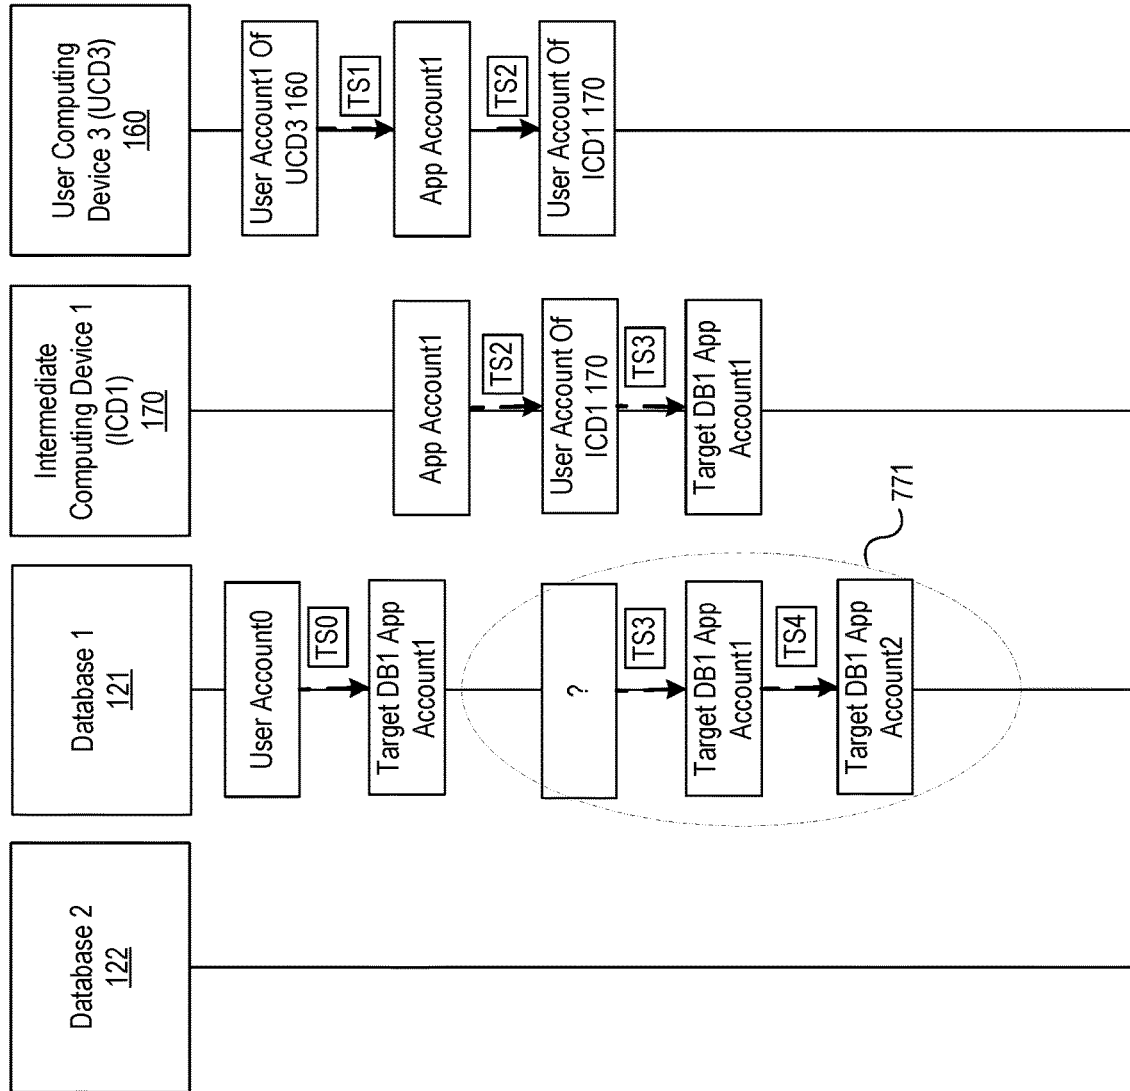 User Computing
Device 3 (UCD3)
160
User Account1 Of
UCD3 160
TS1
App Account1
TS2
User Account Of
ICD1 170
Intermediate
Computing Device 1
(ICD1)
170
App Account1
TS2
User Account Of
ICD1 170
TS3
Target DB1 App
Account1
Database 1
121
User Account0
TS0
Target DB1 App
Account1
?
TS3
Target DB1 App
Account1
TS4
Target DB1 App
Account2
771
Database 2
122